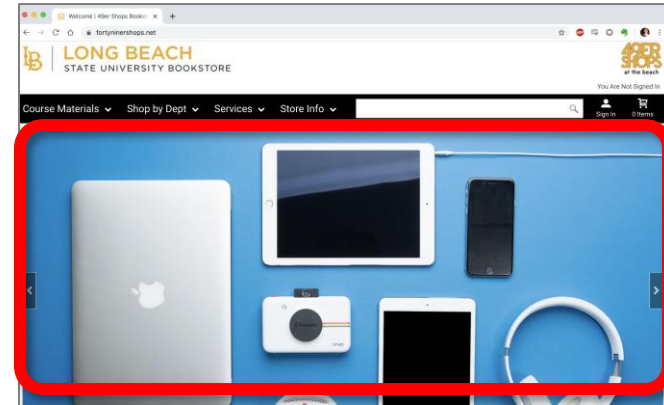 Welcome | 49er Shops Bookst
fortyninershops.net
LB LONG BEACH
STATE UNIVERSITY BOOKSTORE
49ER
SHOPS
at the beach
You Are Not Signed In
Course Materials Shop by Dept Services Store Info
Sign In 0 Items